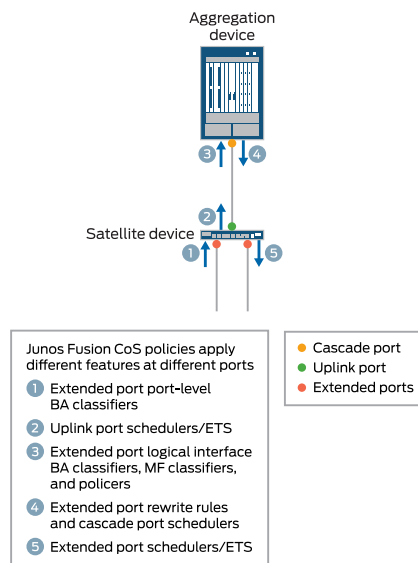 Aggregation
device
3
4
2
Satellite device
1
5
Junos Fusion CoS policies apply
different features at different ports
1 Extended port port-level
BA classifiers
2 Uplink port schedulers/ETS
3 Extended port logical interface
BA classifiers, MF classifiers,
and policers
4 Extended port rewrite rules
and cascade port schedulers
5 Extended port schedulers/ETS
Cascade port
Uplink port
Extended ports